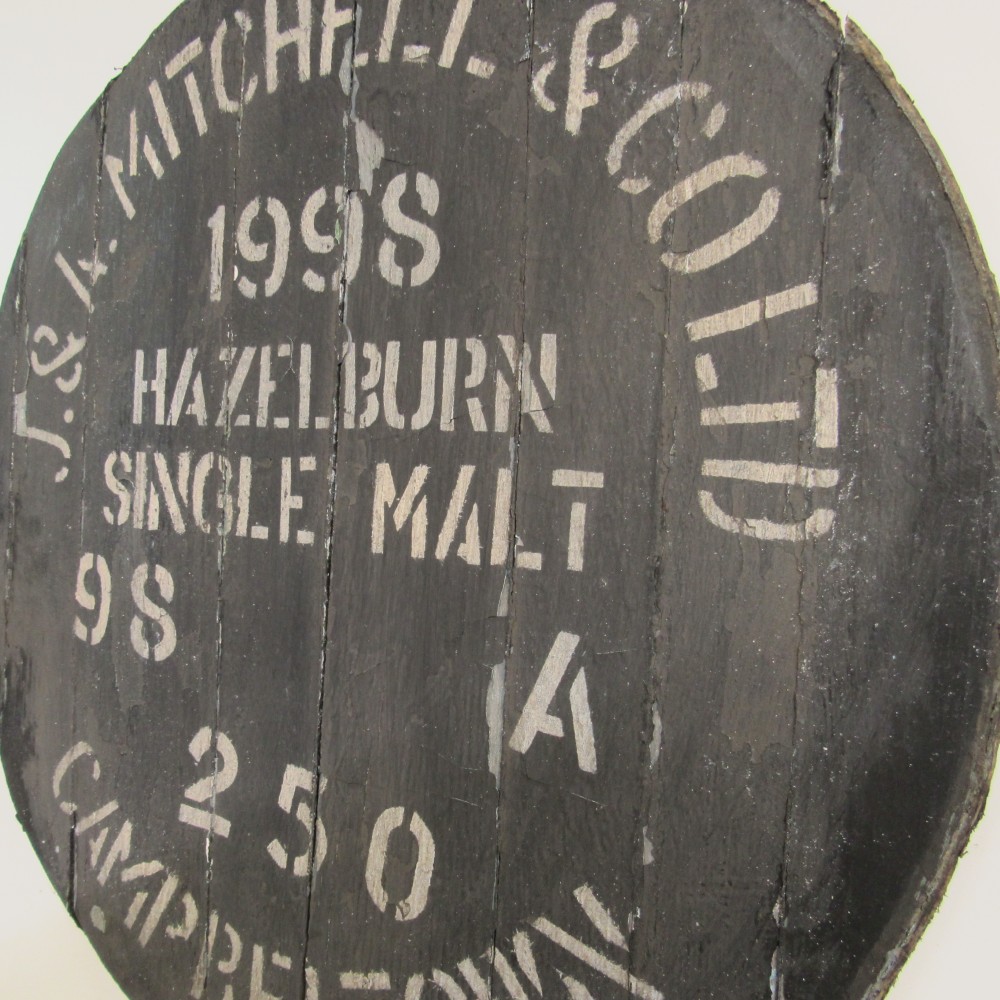 J. & A. MITCHELL & CO LTD
1998
HAZELBURN
SINGLE MALT
98
A
250
CAMPBELTOWN